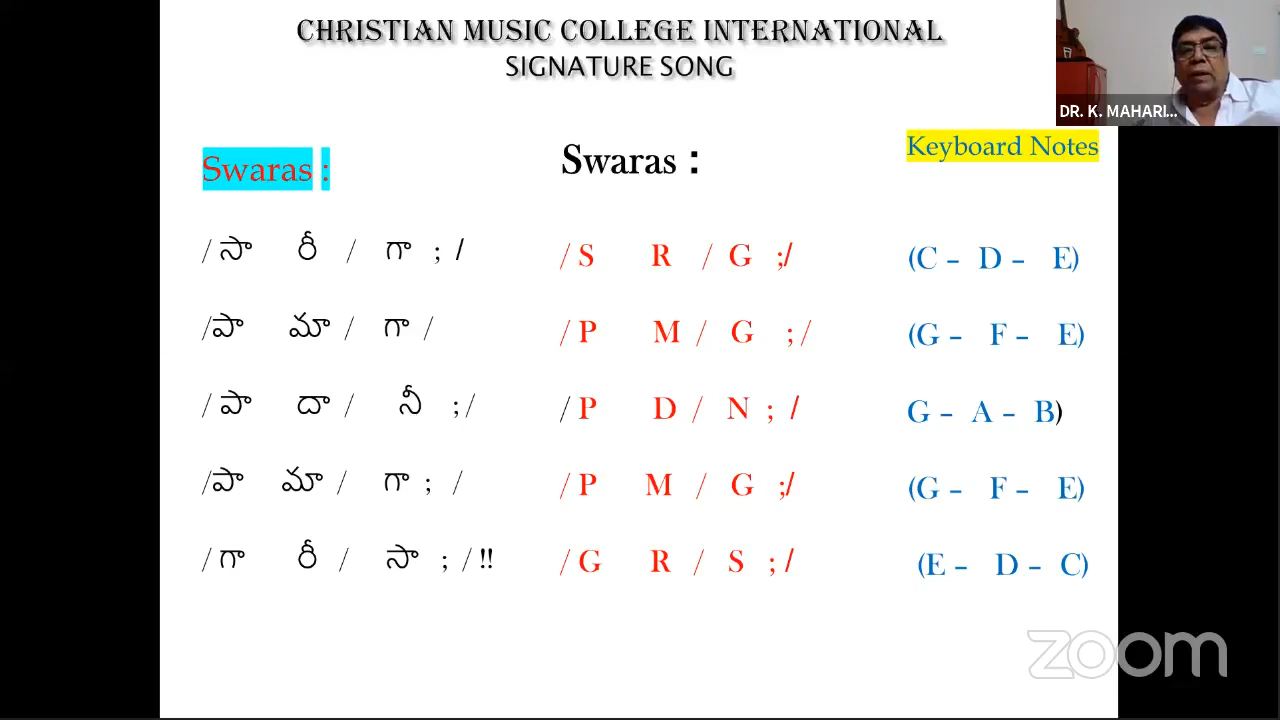 CHRISTIAN MUSIC COLLEGE INTERNATIONAL
SIGNATURE SONG
DR. K. MAHARI...
Swaras : Swaras : Keyboard Notes
/ సా రీ / గా ; / / S R / G ;/ (C – D – E)
/పా మా / గా / / P M / G ; / (G – F – E)
/ పా దా / నీ ; / / P D / N ; / G – A – B)
/పా మా / గా ; / / P M / G ;/ (G – F – E)
/ గా రీ / సా ; / !! / G R / S ; / (E – D – C)
zoom